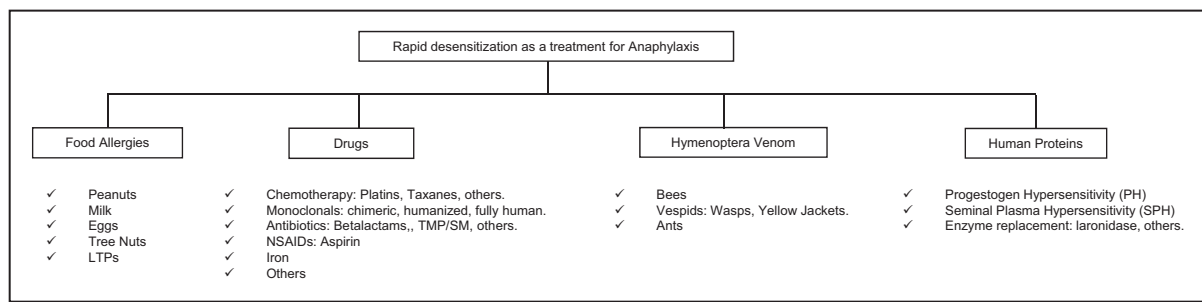 Rapid desensitization as a treatment for Anaphylaxis
Food Allergies
Peanuts
Milk
Eggs
Tree Nuts
LTPs
Drugs
Chemotherapy: Platins, Taxanes, others.
Monoclonals: chimeric, humanized, fully human.
Antibiotics: Betalactams,, TMP/SM, others.
NSAIDs: Aspirin
Iron
Others
Hymenoptera Venom
Bees
Vespids: Wasps, Yellow Jackets.
Ants
Human Proteins
Progestogen Hypersensitivity (PH)
Seminal Plasma Hypersensitivity (SPH)
Enzyme replacement: laronidase, others.